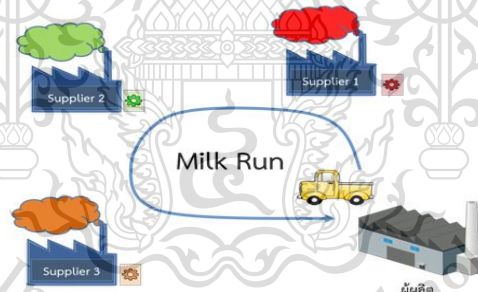 Supplier 2
Supplier 1
Milk Run
Supplier 3
ผู้ผลิต